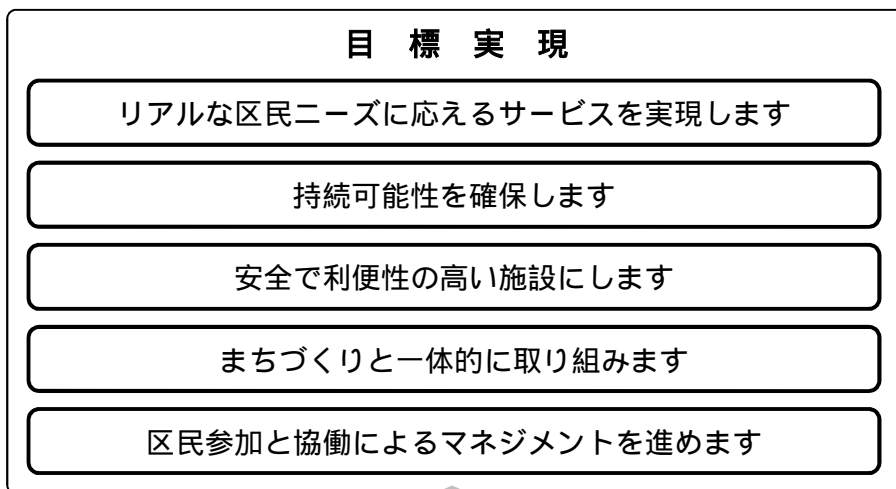 目標実現
リアルな区民ニーズに応えるサービスを実現します
持続可能性を確保します
安全で利便性の高い施設にします
まちづくりと一体的に取り組みます
区民参加と協働によるマネジメントを進めます